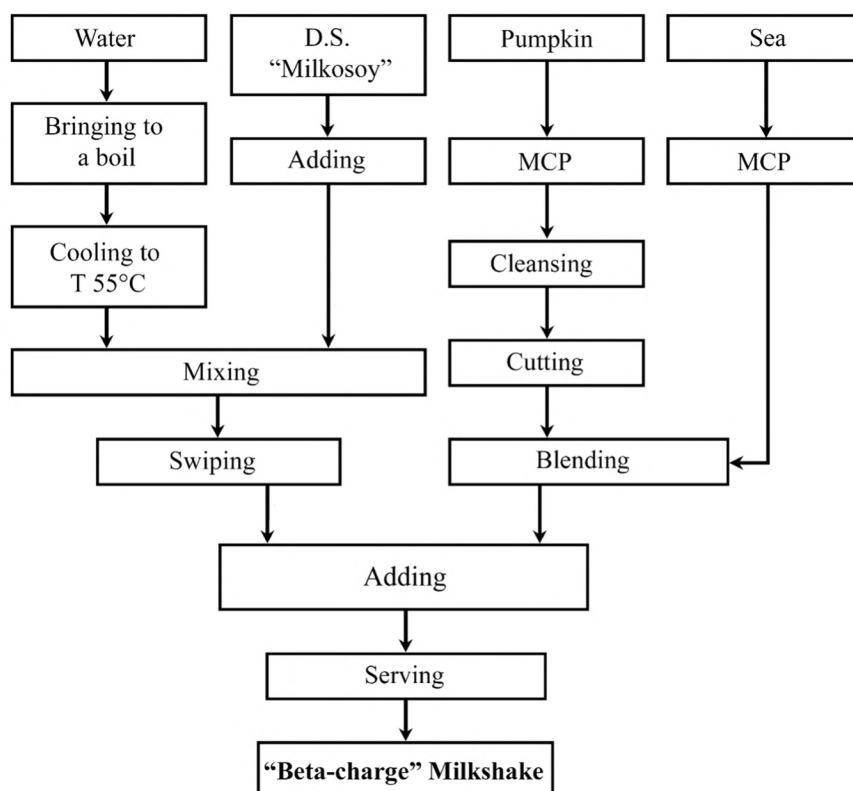 Water
D.S.
“Milkosoy”
Pumpkin
Sea
Bringing to
a boil
Adding
MCP
MCP
Cooling to
T 55°C
Cleansing
Mixing
Cutting
Swiping
Blending
Adding
Serving
“Beta-charge” Milkshake